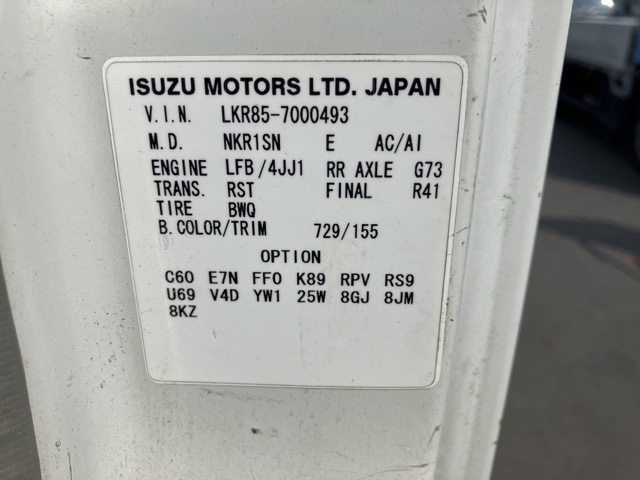 ISUZU MOTORS LTD. JAPAN
V.I.N. LKR85-7000493
M.D. NKR1SN E AC/AI
ENGINE LFB/4JJ1 RR AXLE G73
TRANS. RST FINAL R41
TIRE BWQ
B.COLOR/TRIM 729/155
OPTION
C60 E7N FF0 K89 RPV RS9
U69 V4D YW1 25W 8GJ 8JM
8KZ